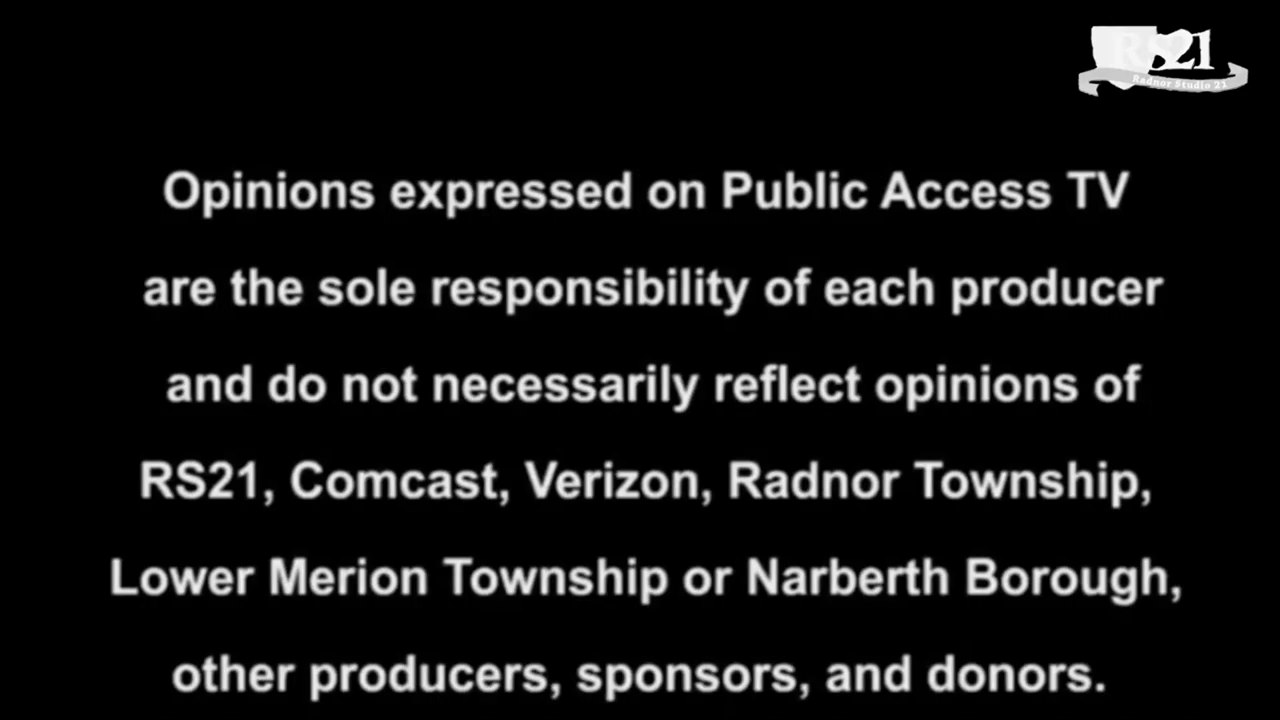 RS21
Radnor Studio 21
Opinions expressed on Public Access TV
are the sole responsibility of each producer
and do not necessarily reflect opinions of
RS21, Comcast, Verizon, Radnor Township,
Lower Merion Township or Narberth Borough,
other producers, sponsors, and donors.